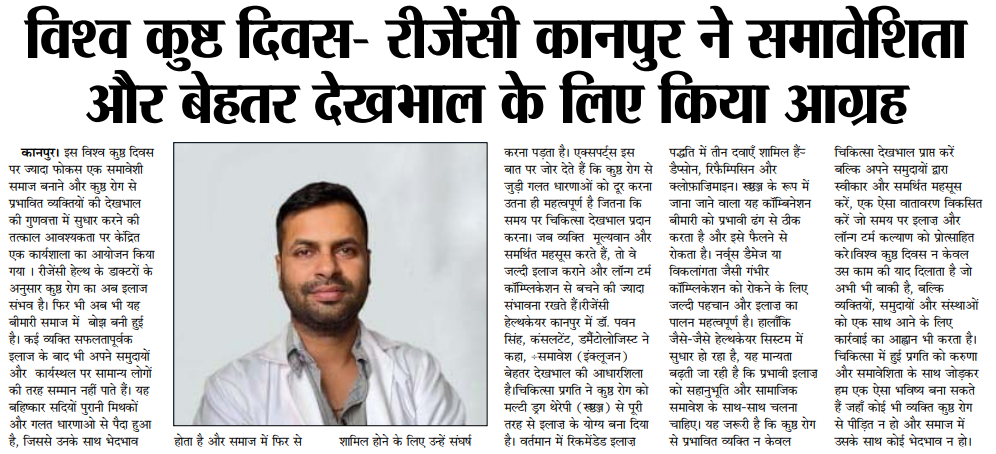 विश्व कुष्ठ दिवस- रीजेंसी कानपुर ने समावेशिता
और बेहतर देखभाल के लिए किया आग्रह
कानपुर। इस विश्व कुष्ठ दिवस
पर ज्यादा फोकस एक समावेशी
समाज बनाने और कुष्ठ रोग से
प्रभावित व्यक्तियों की देखभाल
की गुणवत्ता में सुधार करने की
तत्काल आवश्यकता पर केंद्रित
एक कार्यशाला का आयोजन किया
गया । रीजेंसी हेल्थ के डाक्टरों के
अनुसार कुष्ठ रोग का अब इलाज
संभव है। फिर भी अब भी यह
बीमारी समाज में बोझ बनी हुई
है। कई व्यक्ति सफलतापूर्वक
इलाज के बाद भी अपने समुदायों
और कार्यस्थल पर सामान्य लोगों
की तरह सम्मान नहीं पाते हैं। यह
बहिष्कार सदियों पुरानी मिथकों
और गलत धारणाओ से पैदा हुआ
है, जिससे उनके साथ भेदभाव
होता है और समाज में फिर से
शामिल होने के लिए उन्हें संघर्ष
करना पड़ता है। एक्सपर्ट्स इस
बात पर जोर देते हैं कि कुष्ठ रोग से
जुड़ी गलत धारणाओं को दूर करना
उतना ही महत्वपूर्ण है जितना कि
समय पर चिकित्सा देखभाल प्रदान
करना। जब व्यक्ति मूल्यवान और
समर्थित महसूस करते हैं, तो वे
जल्दी इलाज कराने और लॉन्ग टर्म
कॉम्प्लिकेशन से बचने की ज्यादा
संभावना रखते हैं।रीजेंसी
हेल्थकेयर कानपुर में डॉ. पवन
सिंह, कंसलटेंट, डर्मेटोलोजिस्ट ने
कहा, ÷समावेश (इंक्लूजन)
बेहतर देखभाल की आधारशिला
है।चिकित्सा प्रगति ने कुष्ठ रोग को
मल्टी ड्रग थेरेपी (स्ष्ठञ्ज) से पूरी
तरह से इलाज़ के योग्य बना दिया
है। वर्तमान में रिकमेंडेड इलाज़
पद्धति में तीन दवाएँ शामिल हैं-
डैप्सोन, रिफैम्पिसिन और
क्लोफ़ाज़िमाइन। स्ष्ठञ्ज के रूप में
जाना जाने वाला यह कॉम्बिनेशन
बीमारी को प्रभावी ढंग से ठीक
करता है और इसे फैलने से
रोकता है। नर्व्स डैमेज या
विकलांगता जैसी गंभीर
कॉम्प्लिकेशन को रोकने के लिए
जल्दी पहचान और इलाज़ का
पालन महत्वपूर्ण है। हालाँकि
जैसे-जैसे हेल्थकेयर सिस्टम में
सुधार हो रहा है, यह मान्यता
बढ़ती जा रही है कि प्रभावी इलाज़
को सहानुभूति और सामाजिक
समावेश के साथ-साथ चलना
चाहिए। यह जरूरी है कि कुष्ठ रोग
से प्रभावित व्यक्ति न केवल
चिकित्सा देखभाल प्राप्त करें
बल्कि अपने समुदायों द्वारा
स्वीकार और समर्थित महसूस
करें, एक ऐसा वातावरण विकसित
करें जो समय पर इलाज़ और
लॉन्ग टर्म कल्याण को प्रोत्साहित
करे।विश्व कुष्ठ दिवस न केवल
उस काम की याद दिलाता है जो
अभी भी बाकी है, बल्कि
व्यक्तियों, समुदायों और संस्थाओं
को एक साथ आने के लिए
कार्रवाई का आह्वान भी करता है।
चिकित्सा में हुई प्रगति को करुणा
और समावेशिता के साथ जोड़कर
हम एक ऐसा भविष्य बना सकते
हैं जहाँ कोई भी व्यक्ति कुष्ठ रोग
से पीड़ित न हो और समाज में
उसके साथ कोई भेदभाव न हो।